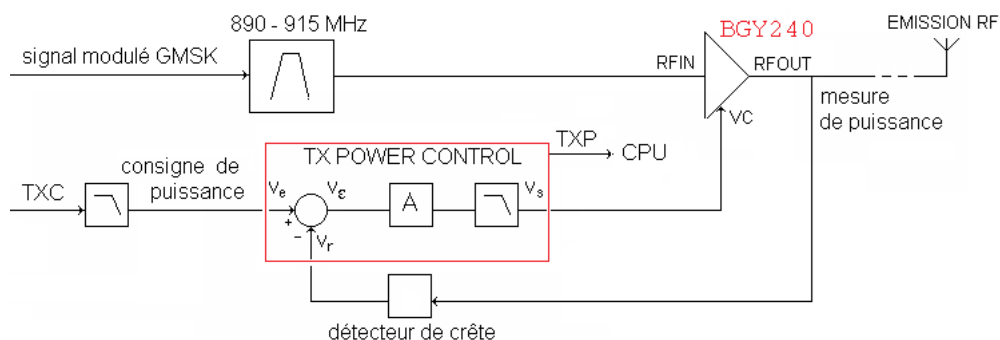 890 - 915 MHz
BGY240
EMISSION RF
signal modulé GMSK
RFIN
RFOUT
mesure
de puissance
VC
TXP
CPU
TX POWER CONTROL
consigne de
puissance
TXC
Ve
Vε
A
Vs
+
-
Vr
détecteur de crête